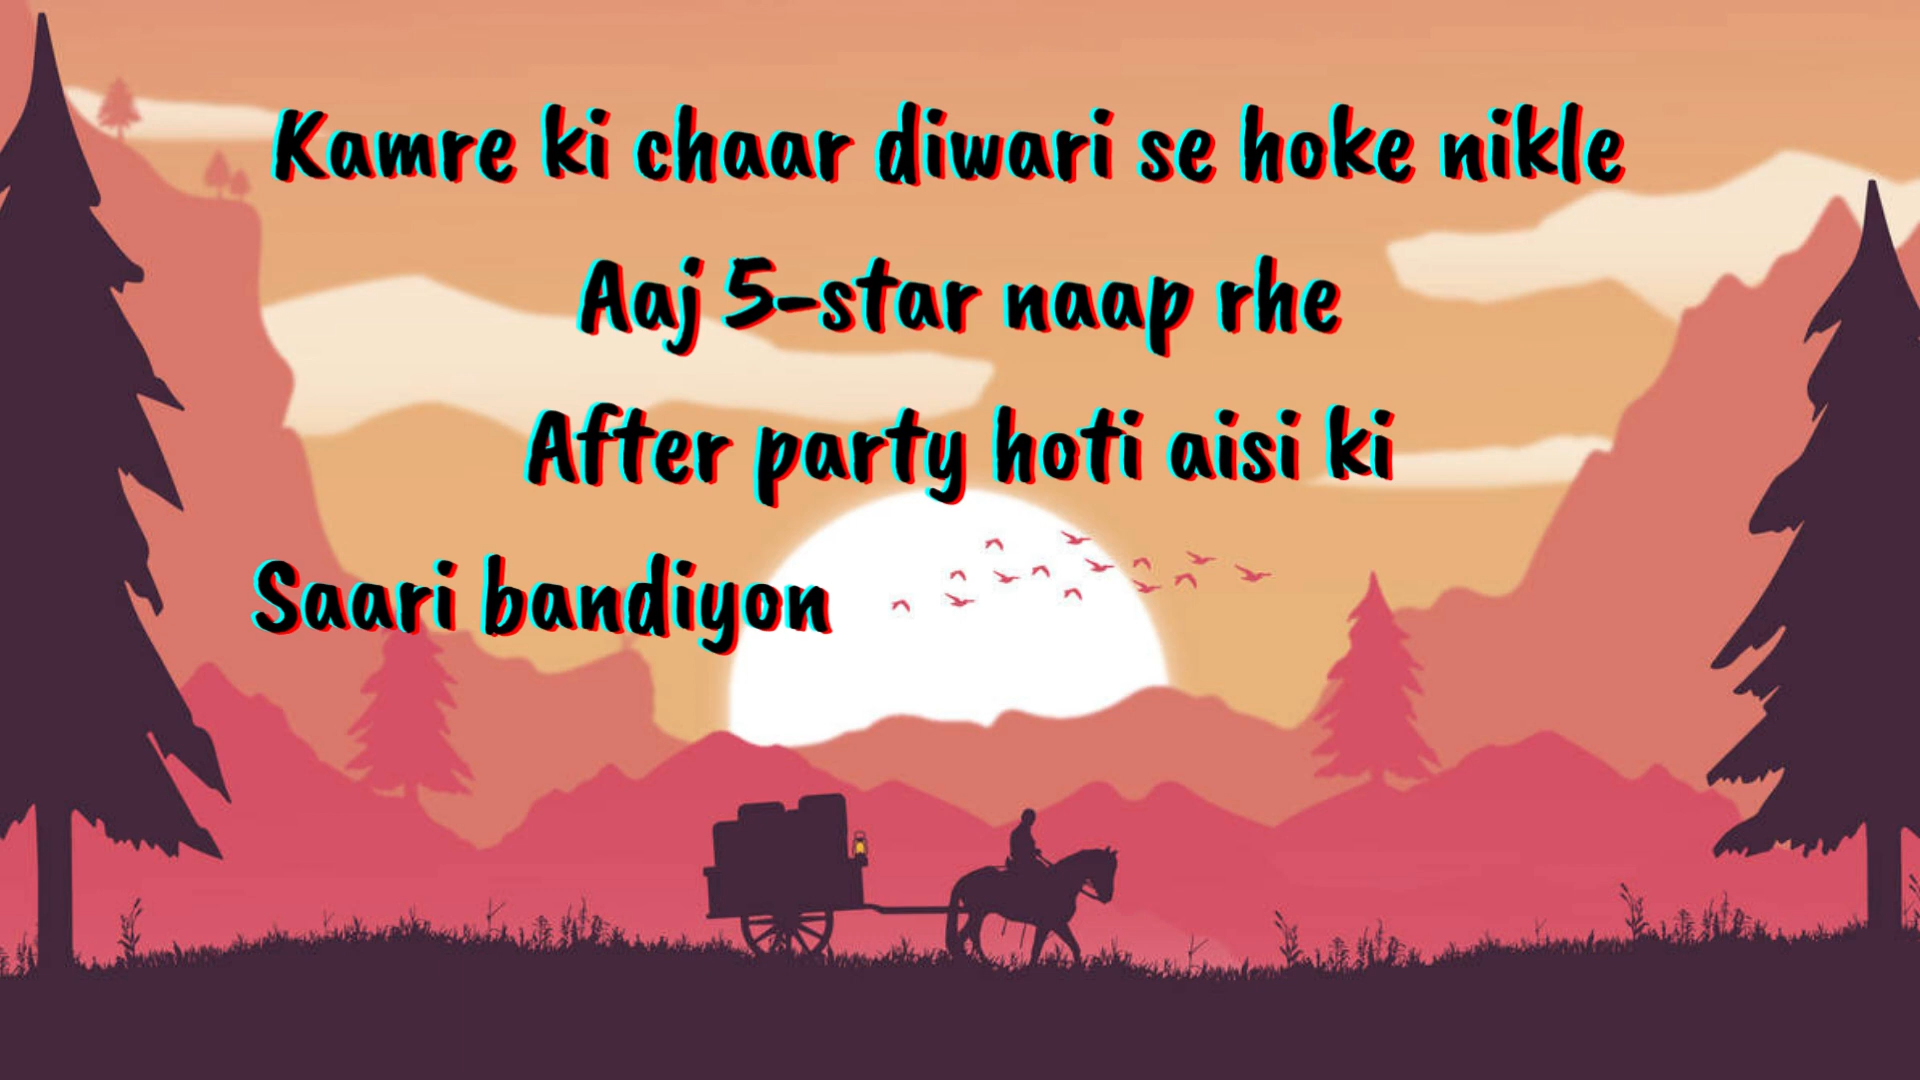 Kamre ki chaar diwari se hoke nikle
Aaj 5-star naap rhe
After party hoti aisi ki
Saari bandiyon